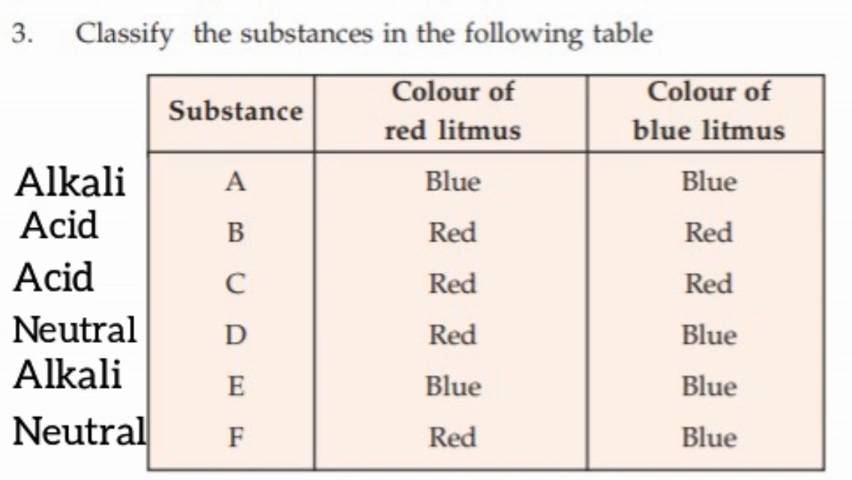 3. Classify the substances in the following table
Substance Colour of red litmus Colour of blue litmus
Alkali A Blue Blue
Acid B Red Red
Acid C Red Red
Neutral D Red Blue
Alkali E Blue Blue
Neutral F Red Blue